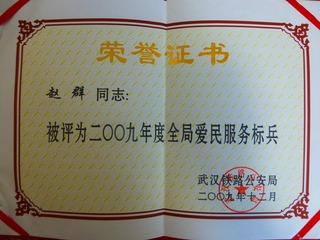 荣誉证书
赵群 同志:
被评为二〇〇九年度全局爱民服务标兵
武汉铁路公安局
二〇〇九年十二月